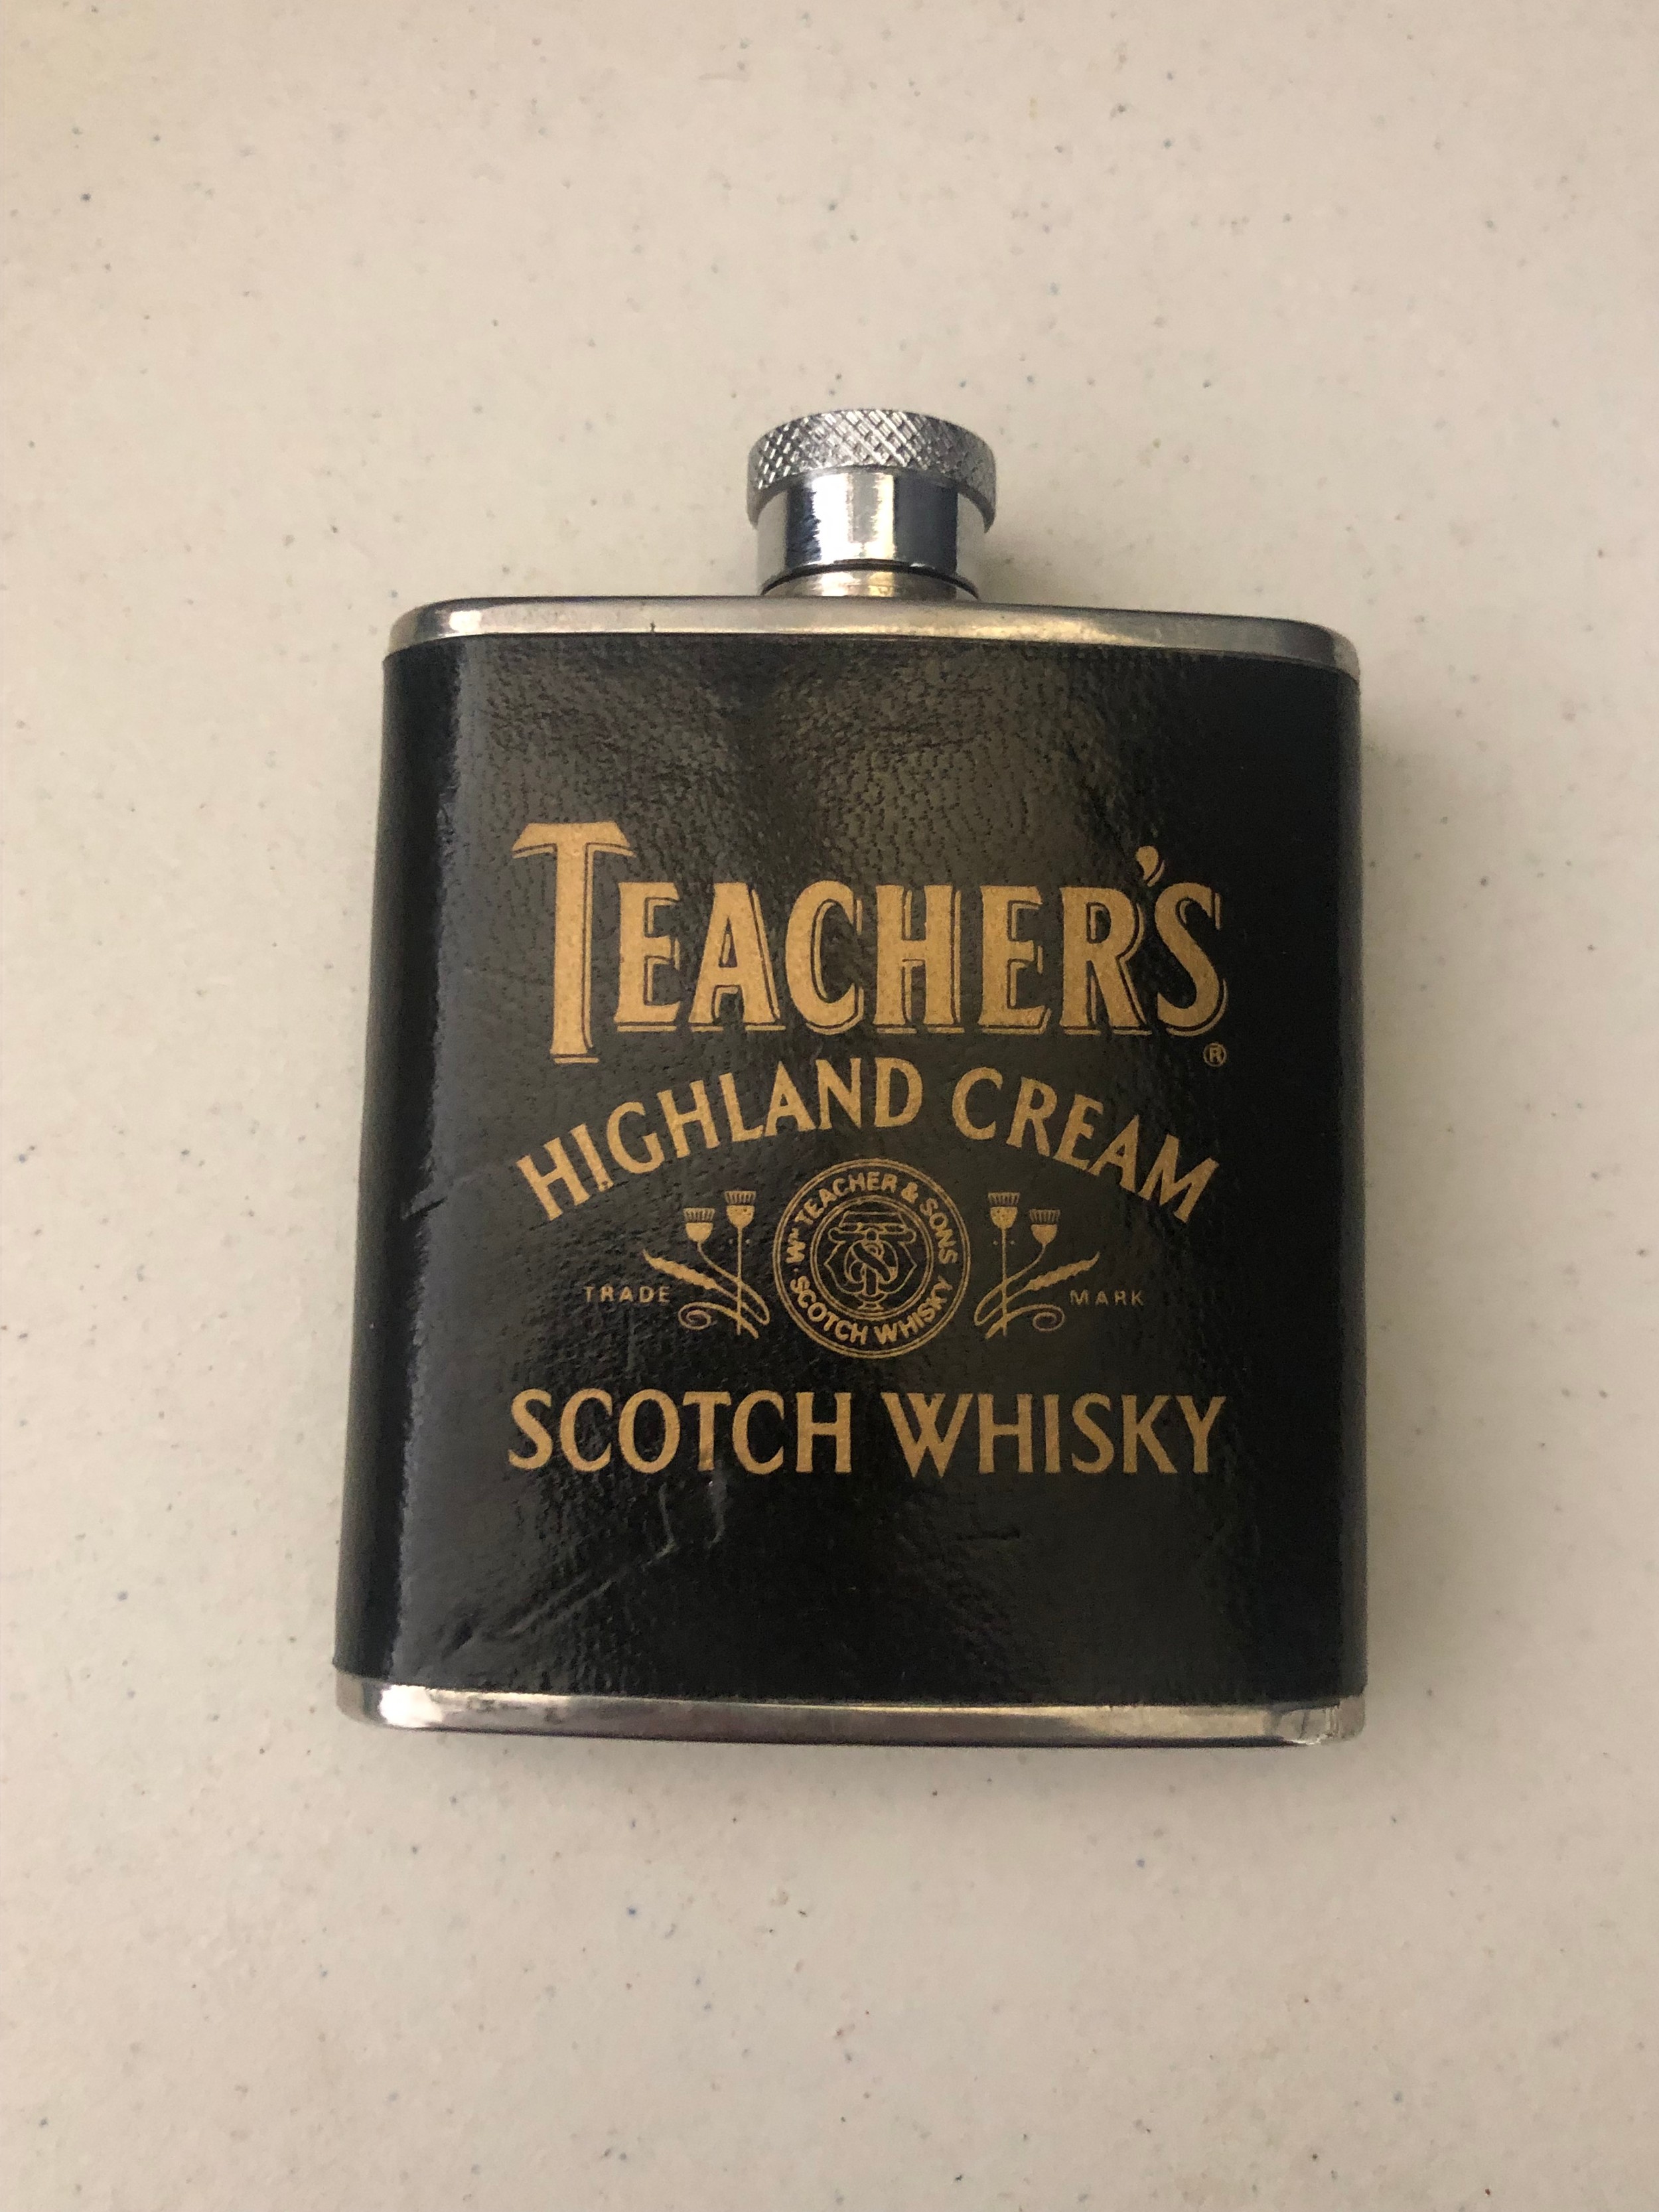 TEACHER'S
®
HIGHLAND CREAM
Wm TEACHER & SONS
TRADE MARK
SCOTCH WHISKY
SCOTCH WHISKY